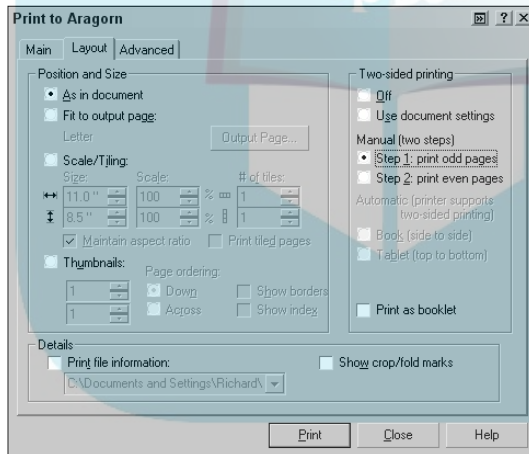 Print to Aragorn
Main Layout Advanced
Position and Size
As in document
Fit to output page:
Letter Output Page...
Scale/Tiling:
Size: Scale: # of tiles:
11.0 " 100 % 1
8.5 " 100 % 1
Maintain aspect ratio Print tiled pages
Thumbnails:
Page ordering:
1 Down Show borders
1 Across Show index
Two-sided printing
Off
Use document settings
Manual (two steps)
Step 1: print odd pages
Step 2: print even pages
Automatic (printer supports
two-sided printing)
Book (side to side)
Tablet (top to bottom)
Print as booklet
Details
Print file information: Show crop/fold marks
C:\Documents and Settings\Richard\
Print Close Help